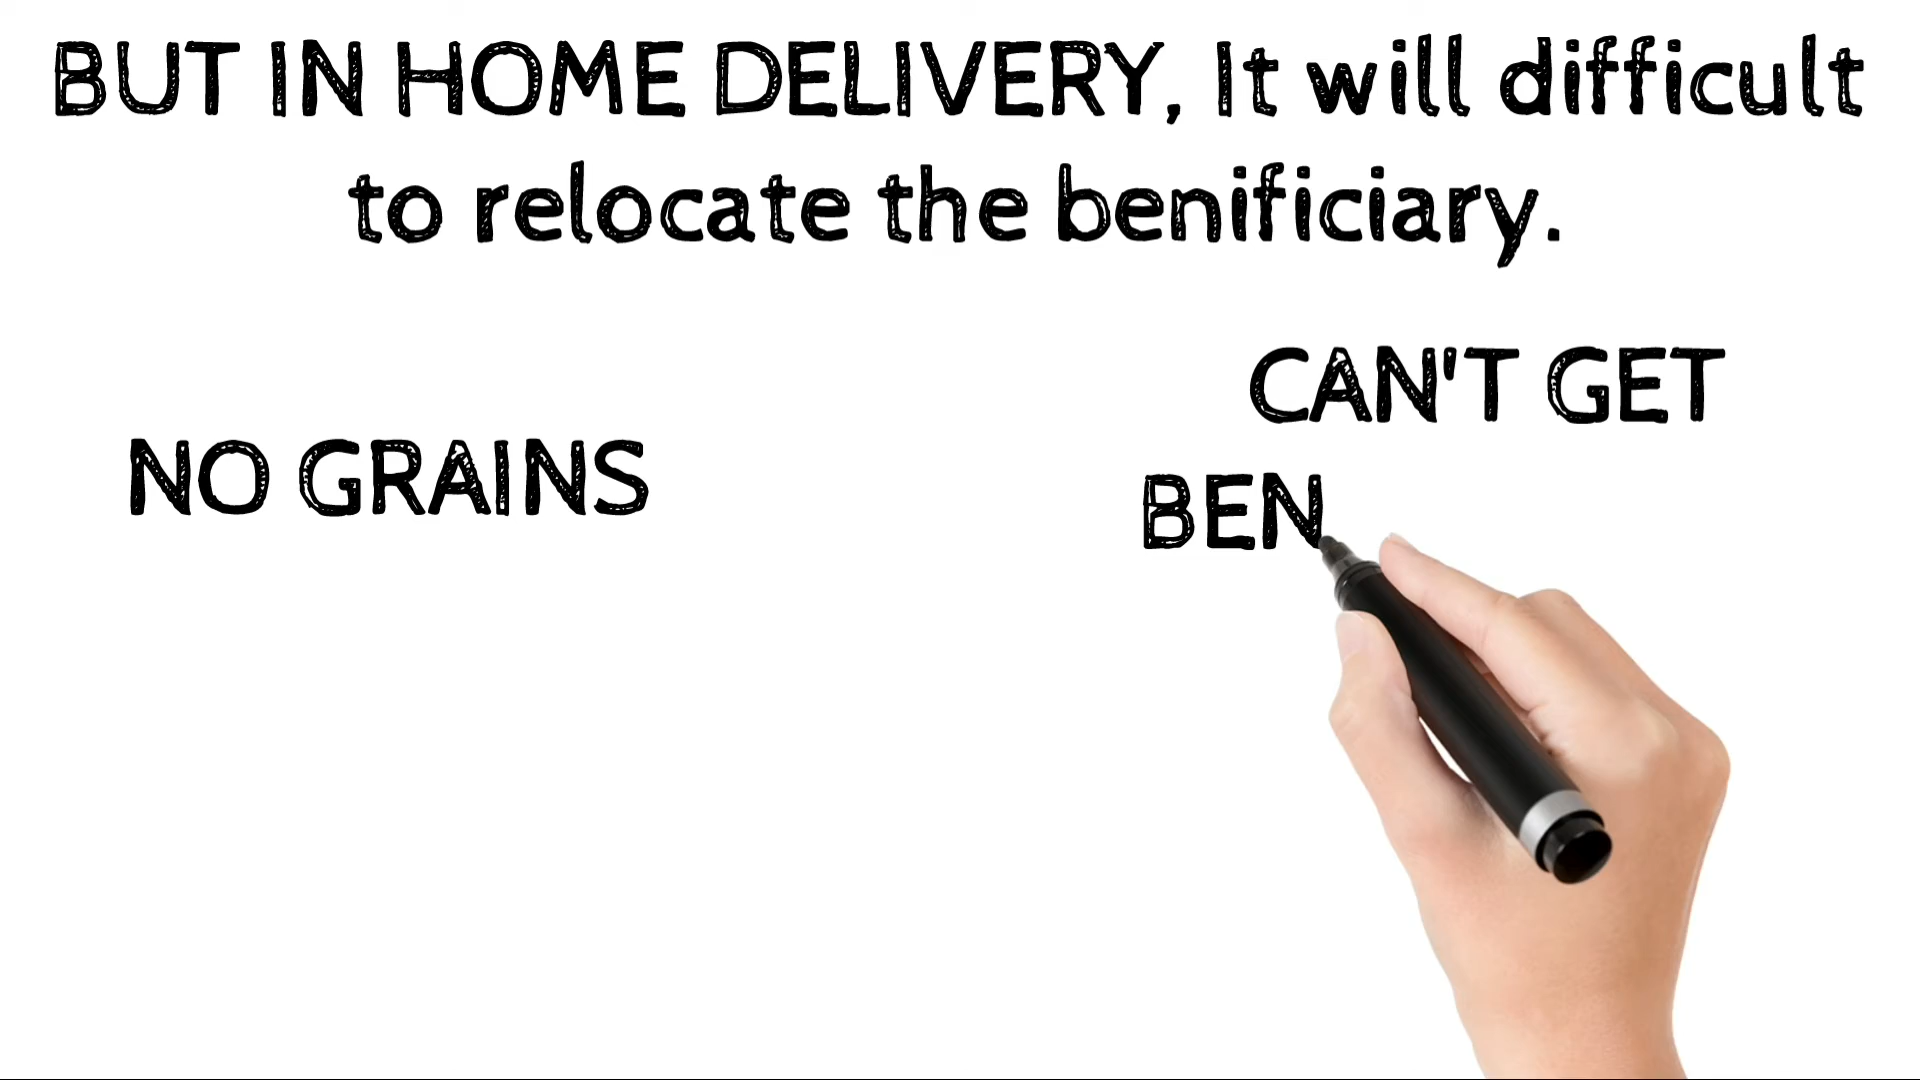 BUT IN HOME DELIVERY, It will difficult
to relocate the benificiary.
NO GRAINS
CAN'T GET
BEN